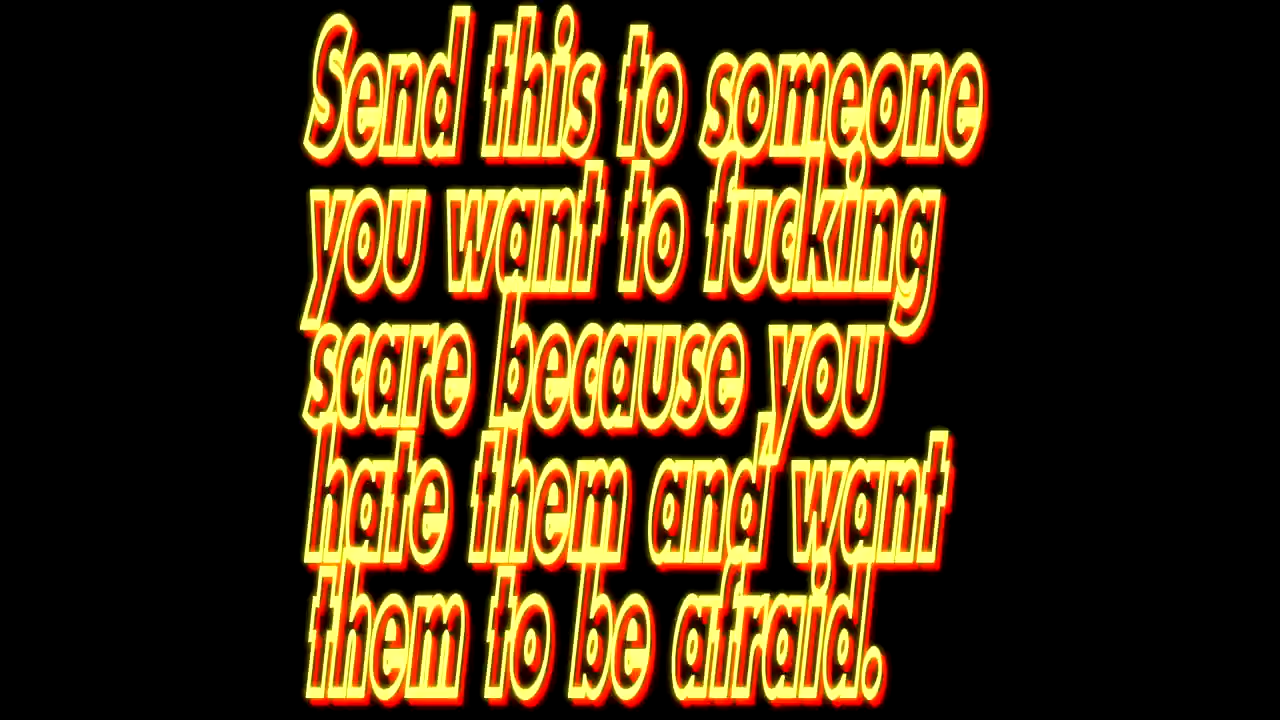 Send this to someone
you want to fucking
scare because you
hate them and want
them to be afraid.